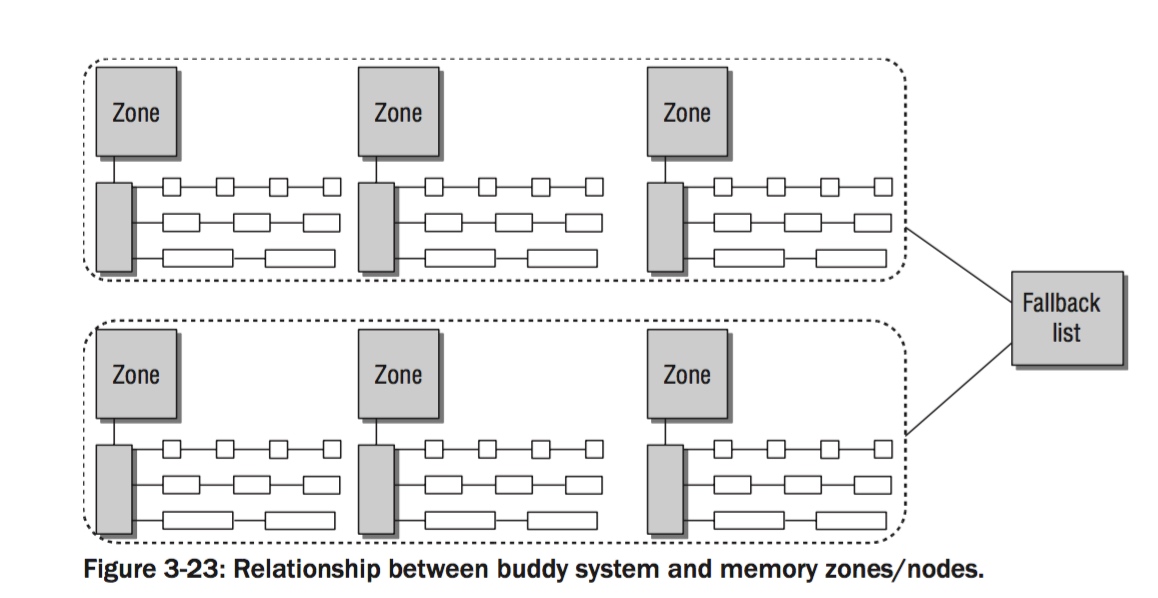 Zone
Zone
Zone
Fallback
list
Zone
Zone
Zone
Figure 3-23: Relationship between buddy system and memory zones/nodes.